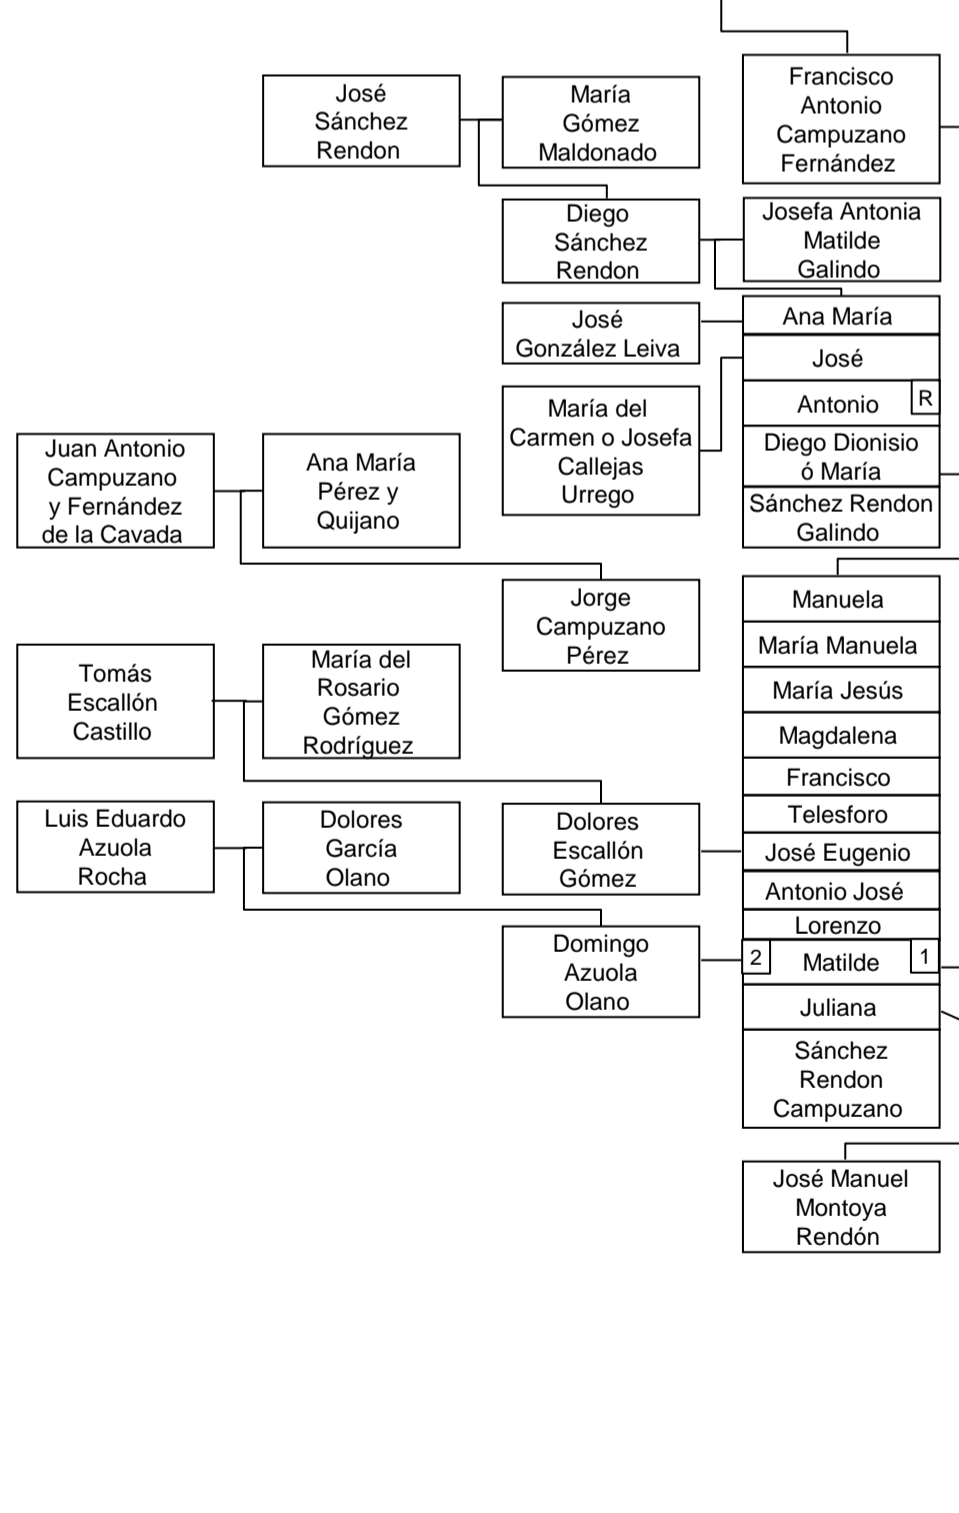 Francisco
Antonio
Campuzano
Fernández
José
Sánchez
Rendon
María
Gómez
Maldonado
Diego
Sánchez
Rendon
Josefa Antonia
Matilde
Galindo
José
González Leiva
Ana María
José
Antonio
R
Diego Dionisio
ó María
Sánchez Rendon
Galindo
María del
Carmen o Josefa
Callejas
Urrego
Juan Antonio
Campuzano
y Fernández
de la Cavada
Ana María
Pérez y
Quijano
Jorge
Campuzano
Pérez
Tomás
Escallón
Castillo
María del
Rosario
Gómez
Rodríguez
Luis Eduardo
Azuola
Rocha
Dolores
García
Olano
Dolores
Escallón
Gómez
Domingo
Azuola
Olano
Manuela
María Manuela
María Jesús
Magdalena
Francisco
Telesforo
José Eugenio
Antonio José
Lorenzo
2 Matilde 1
Juliana
Sánchez
Rendon
Campuzano
José Manuel
Montoya
Rendón